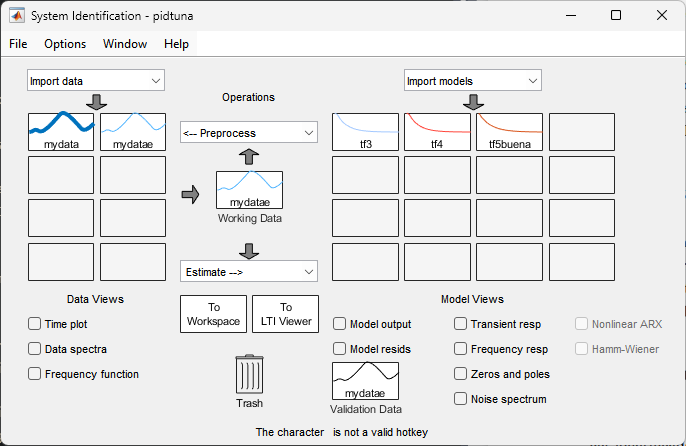 System Identification - pidtuna
File Options Window Help
Import data
Import models
Operations
<-- Preprocess
mydata
mydatae
tf3
tf4
tf5buena
mydatae
Working Data
Estimate -->
Data Views
Model Views
To Workspace
To LTI Viewer
Time plot
Data spectra
Frequency function
Model output
Model resids
Transient resp
Frequency resp
Zeros and poles
Noise spectrum
Nonlinear ARX
Hamm-Wiener
Trash
mydatae
Validation Data
The character is not a valid hotkey